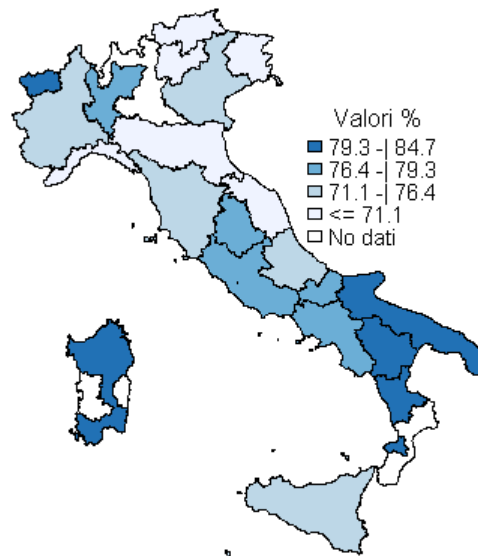 Valori %
79.3 -| 84.7
76.4 -| 79.3
71.1 -| 76.4
<= 71.1
No dati